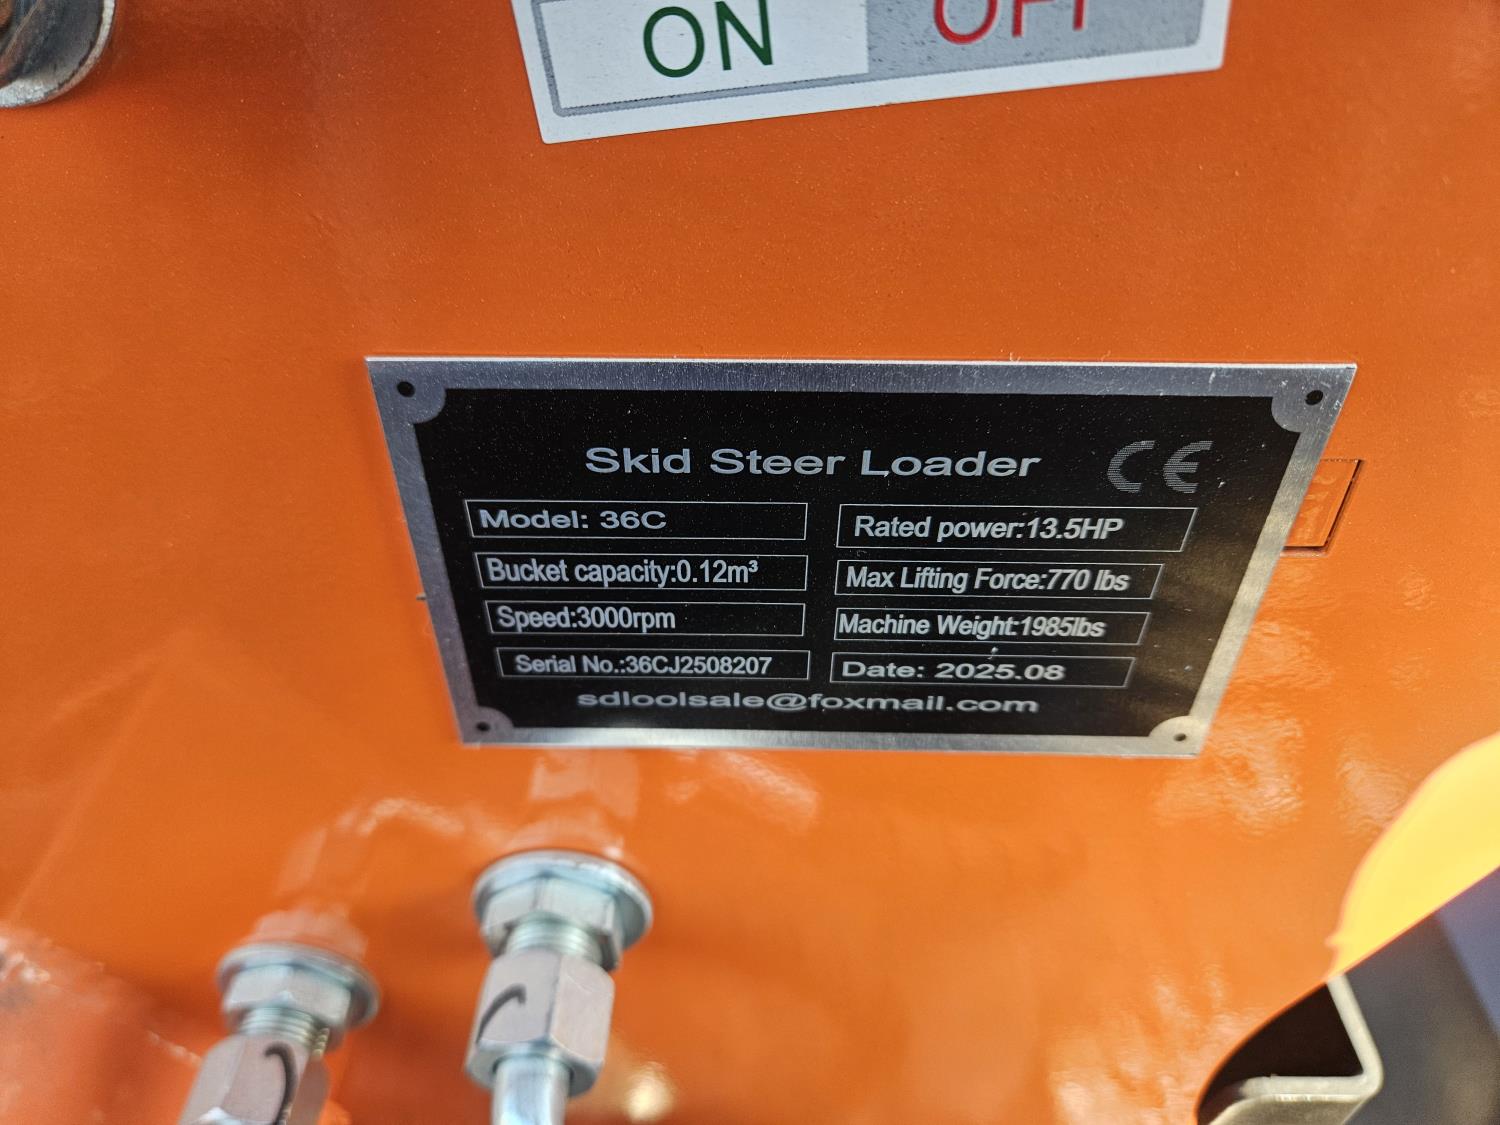 ON OFF
Skid Steer Loader CE
Model: 36C
Rated power:13.5HP
Bucket capacity:0.12m³
Max Lifting Force:770 lbs
Speed:3000rpm
Machine Weight:1985lbs
Serial No.:36CJ2508207
Date: 2025.08
sdloolsale@foxmail.com